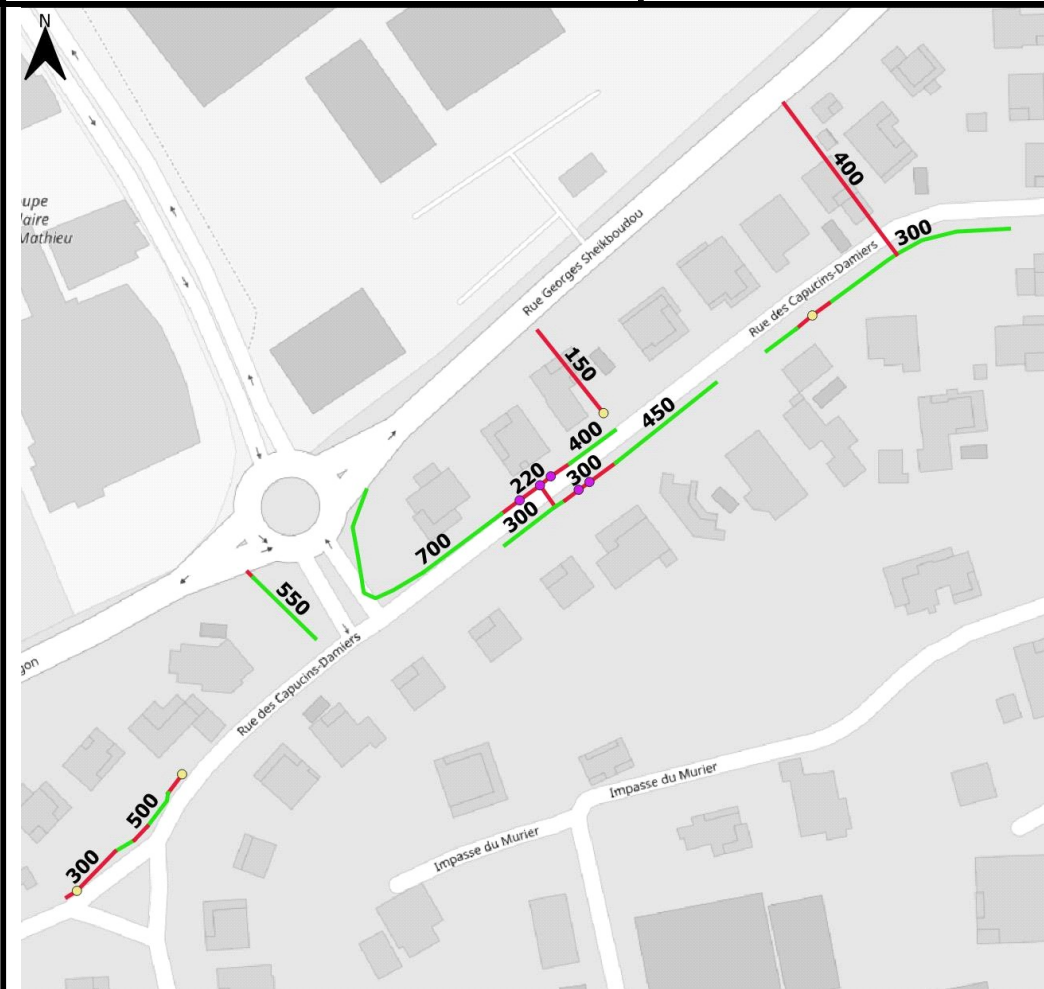 N
upe
laire
Mathieu
Rue Georges Sheikboudou
400
300
Rue des Capucins-Damiers
150
450
400
220
300
300
700
550
gon
Rue des Capucins-Damiers
500
300
Impasse du Murier
Impasse du Murier